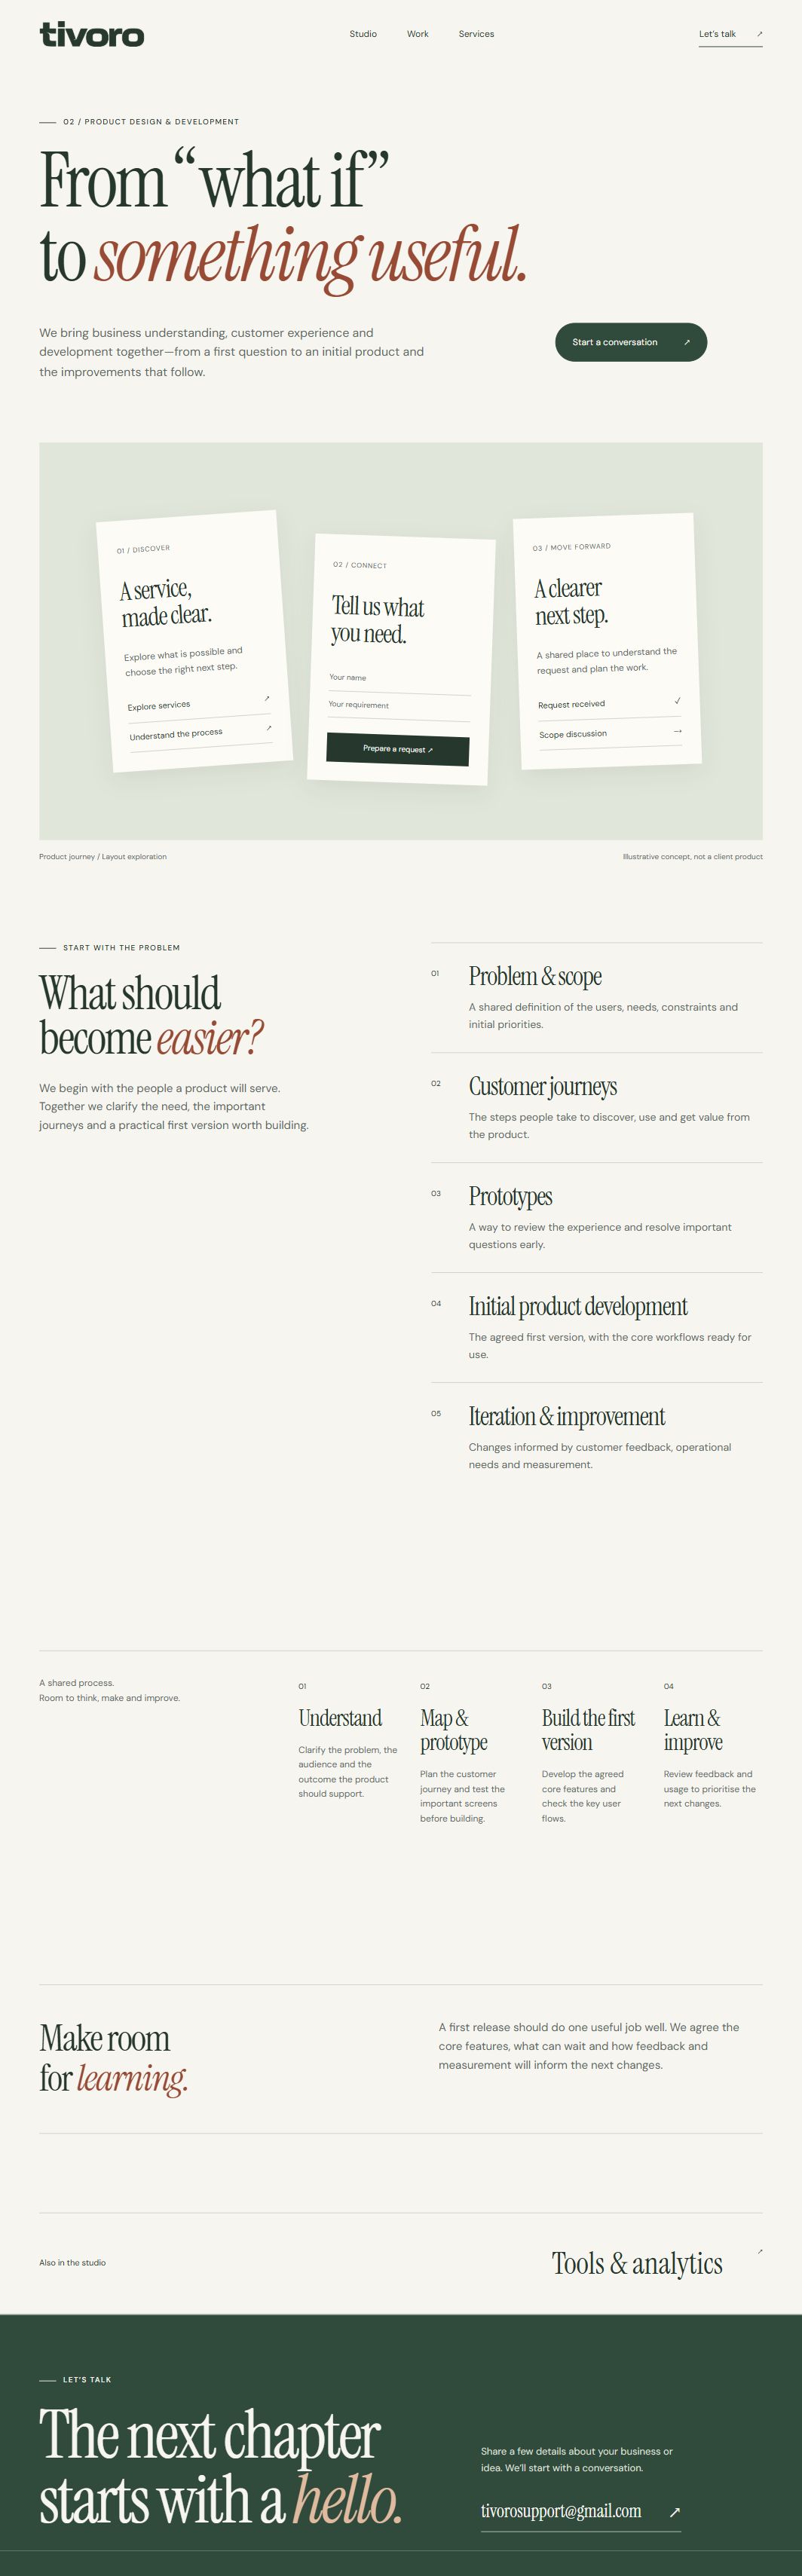 tivoro
Studio
Work
Services
Let's talk ↗
02 / PRODUCT DESIGN & DEVELOPMENT
From “what if”
to something useful.
We bring business understanding, customer experience and
development together—from a first question to an initial product and
the improvements that follow.
Start a conversation ↗
01 / DISCOVER
A service,
made clear.
Explore what is possible and
choose the right next step.
Explore services ↗
Understand the process ↗
02 / CONNECT
Tell us what
you need.
Your name
Your requirement
Prepare a request ↗
03 / MOVE FORWARD
A clearer
next step.
A shared place to understand the
request and plan the work.
Request received ✓
Scope discussion →
Product journey / Layout exploration
Illustrative concept, not a client product
START WITH THE PROBLEM
What should
become easier?
We begin with the people a product will serve.
Together we clarify the need, the important
journeys and a practical first version worth building.
01
Problem & scope
A shared definition of the users, needs, constraints and
initial priorities.
02
Customer journeys
The steps people take to discover, use and get value from
the product.
03
Prototypes
A way to review the experience and resolve important
questions early.
04
Initial product development
The agreed first version, with the core workflows ready for
use.
05
Iteration & improvement
Changes informed by customer feedback, operational
needs and measurement.
A shared process.
Room to think, make and improve.
01
Understand
Clarify the problem, the
audience and the
outcome the product
should support.
02
Map &
prototype
Plan the customer
journey and test the
important screens
before building.
03
Build the first
version
Develop the agreed
core features and
check the key user
flows.
04
Learn &
improve
Review feedback and
usage to prioritise the
next changes.
Make room
for learning.
A first release should do one useful job well. We agree the
core features, what can wait and how feedback and
measurement will inform the next changes.
Also in the studio
Tools & analytics ↗
LET'S TALK
The next chapter
starts with a hello.
Share a few details about your business or
idea. We'll start with a conversation.
tivorosupport@gmail.com ↗